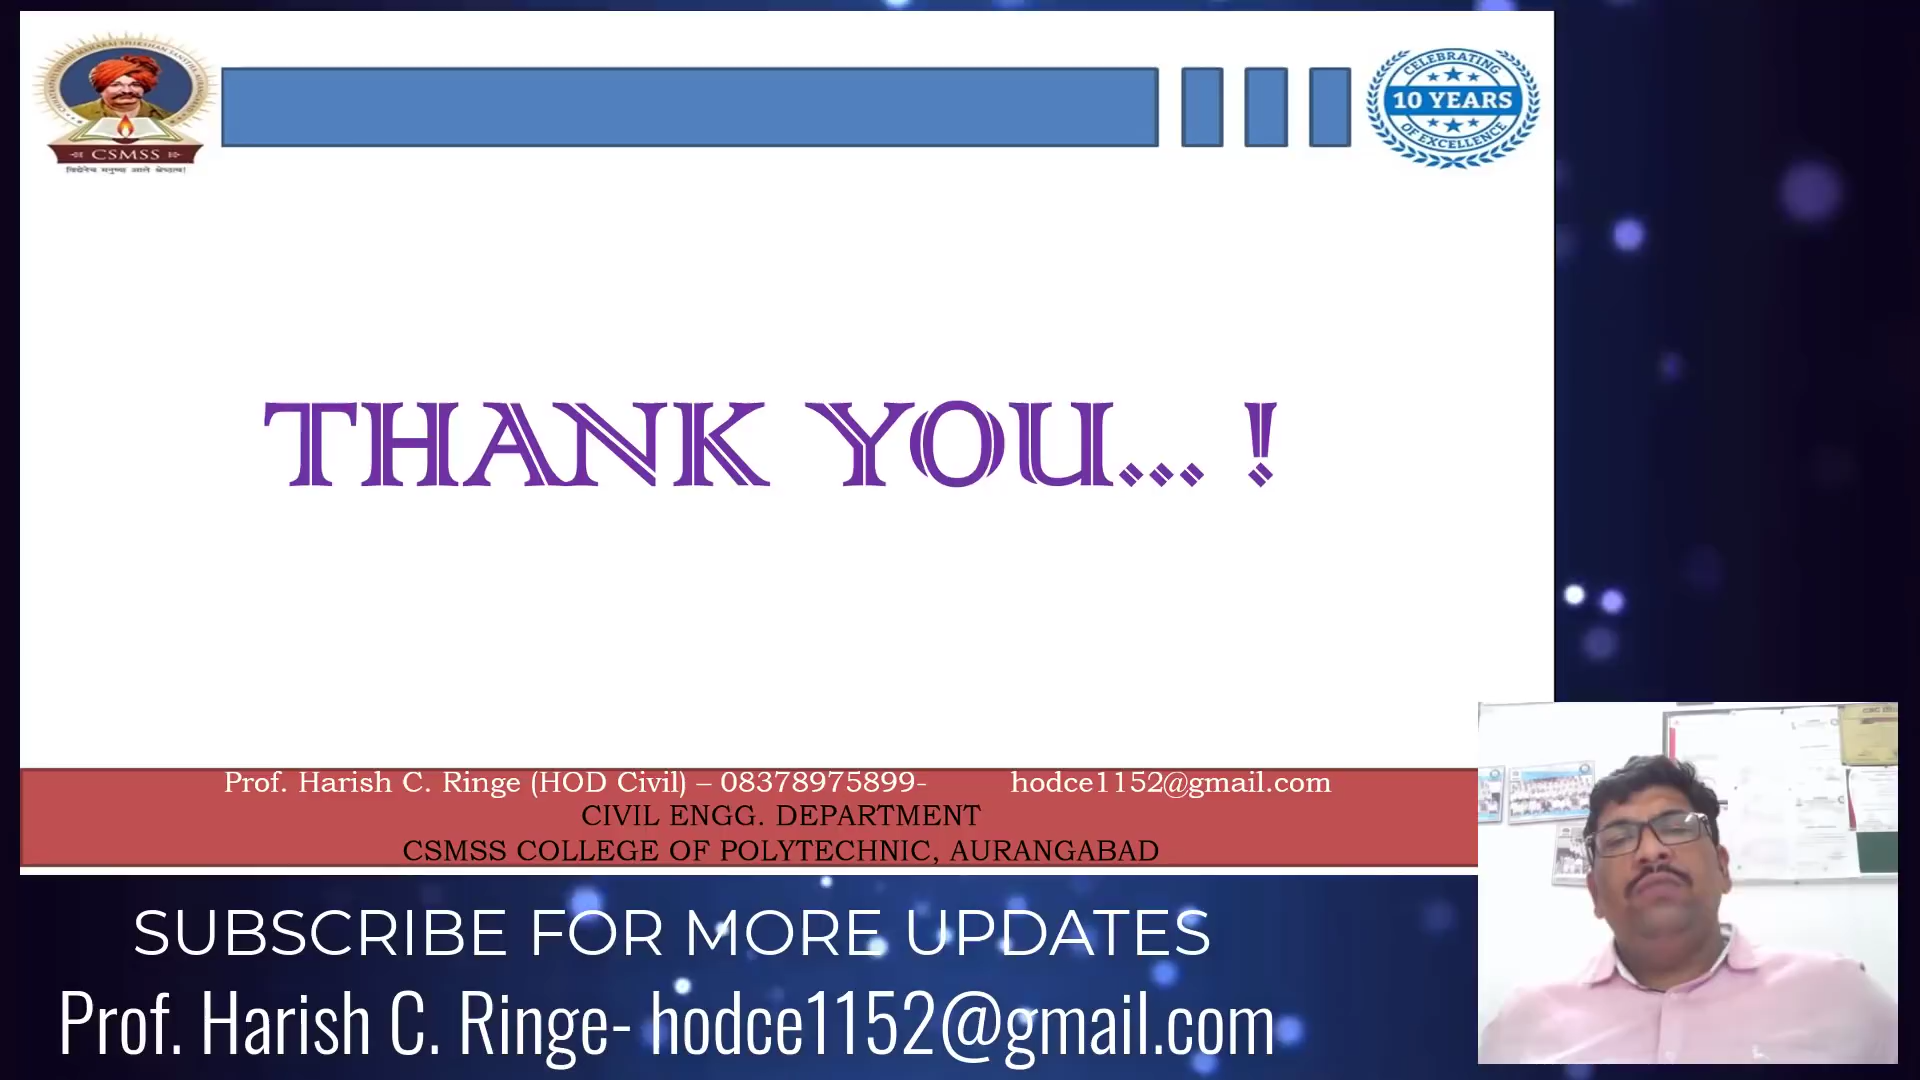 CSMSS
CELEBRATING
10 YEARS
OF EXCELLENCE
THANK YOU... !
Prof. Harish C. Ringe (HOD Civil) – 08378975899- hodce1152@gmail.com
CIVIL ENGG. DEPARTMENT
CSMSS COLLEGE OF POLYTECHNIC, AURANGABAD
SUBSCRIBE FOR MORE UPDATES
Prof. Harish C. Ringe- hodce1152@gmail.com